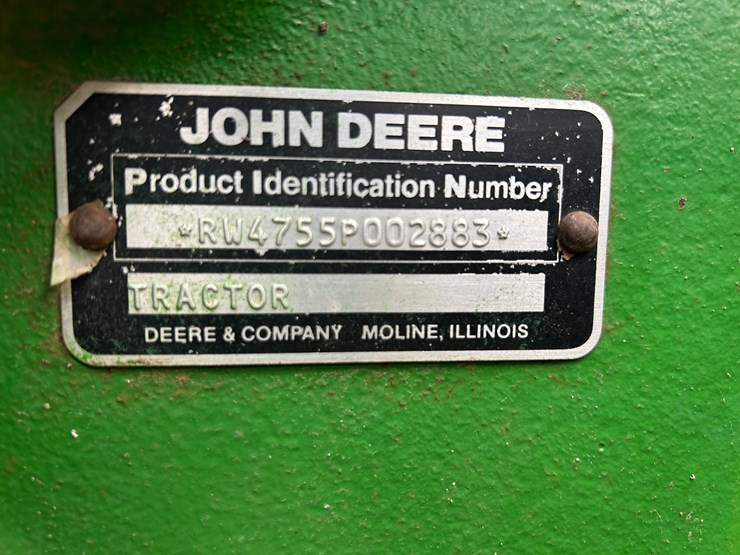 JOHN DEERE
Product Identification Number
*RW4755P002883*
TRACTOR
DEERE & COMPANY MOLINE, ILLINOIS